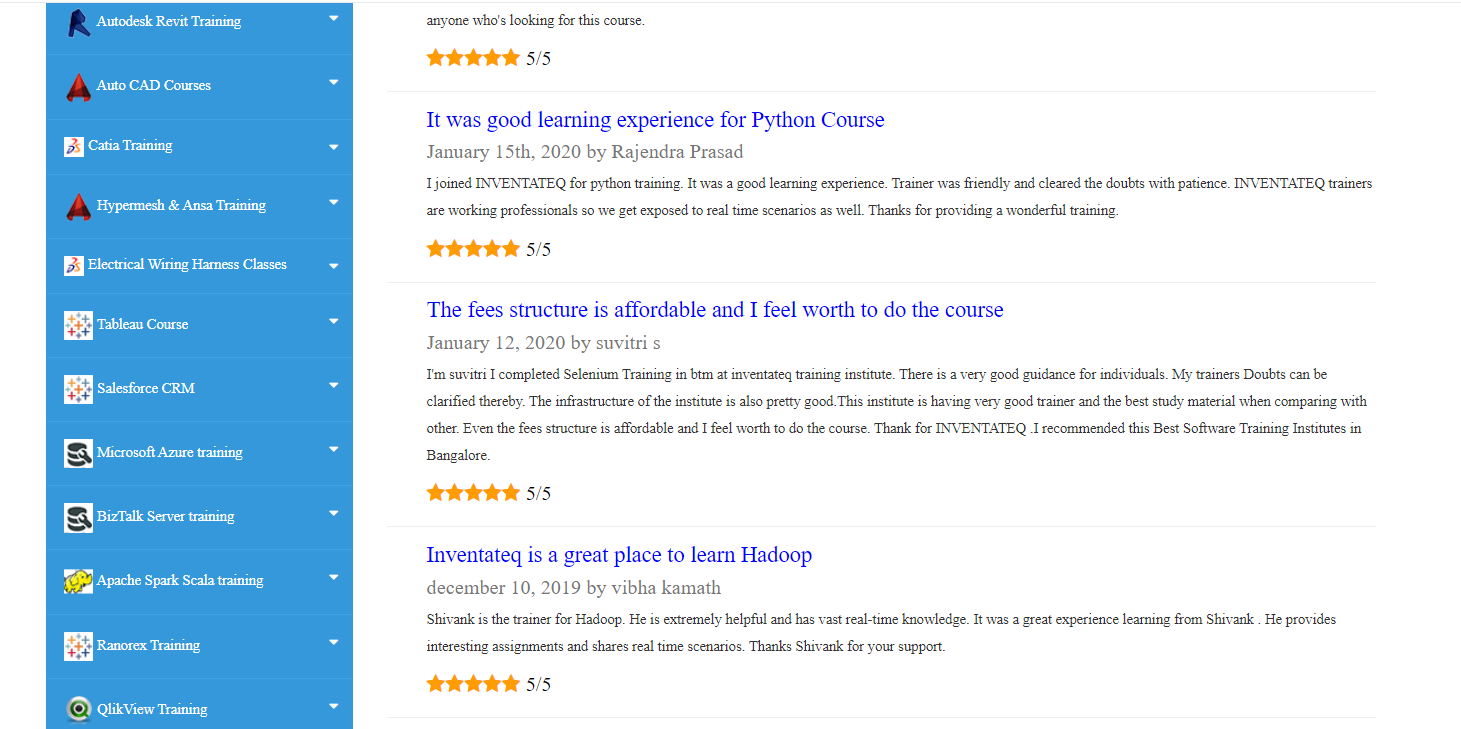 Autodesk Revit Training
Auto CAD Courses
Catia Training
Hypermesh & Ansa Training
Electrical Wiring Harness Classes
Tableau Course
Salesforce CRM
Microsoft Azure training
BizTalk Server training
Apache Spark Scala training
Ranorex Training
QlikView Training
anyone who's looking for this course.
5/5
It was good learning experience for Python Course
January 15th, 2020 by Rajendra Prasad
I joined INVENTATEQ for python training. It was a good learning experience. Trainer was friendly and cleared the doubts with patience. INVENTATEQ trainers
are working professionals so we get exposed to real time scenarios as well. Thanks for providing a wonderful training.
5/5
The fees structure is affordable and I feel worth to do the course
January 12, 2020 by suvitri s
I'm suvitri I completed Selenium Training in btm at inventateq training institute. There is a very good guidance for individuals. My trainers Doubts can be
clarified thereby. The infrastructure of the institute is also pretty good.This institute is having very good trainer and the best study material when comparing with
other. Even the fees structure is affordable and I feel worth to do the course. Thank for INVENTATEQ .I recommended this Best Software Training Institutes in
Bangalore.
5/5
Inventateq is a great place to learn Hadoop
december 10, 2019 by vibha kamath
Shivank is the trainer for Hadoop. He is extremely helpful and has vast real-time knowledge. It was a great experience learning from Shivank . He provides
interesting assignments and shares real time scenarios. Thanks Shivank for your support.
5/5